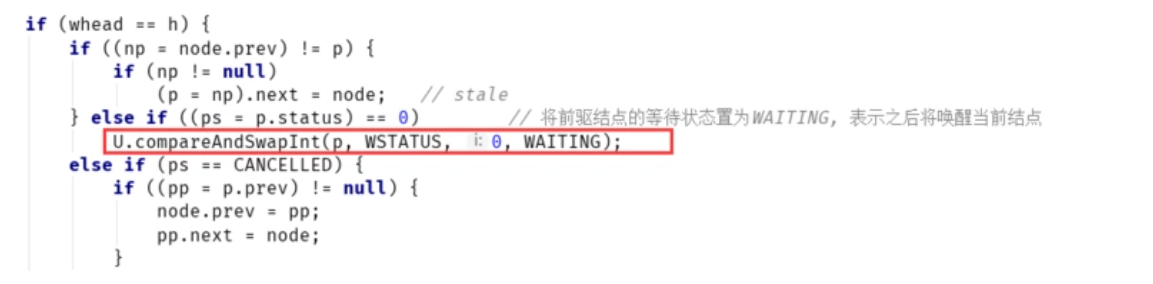 if (whead == h) {
if ((np = node.prev) != p) {
if (np != null)
(p = np).next = node;   // stale
} else if ((ps = p.status) == 0)        // 将前驱结点的等待状态置为WAITING, 表示之后将唤醒当前结点
U.compareAndSwapInt(p, WSTATUS, i: 0, WAITING);
else if (ps == CANCELLED) {
if ((pp = p.prev) != null) {
node.prev = pp;
pp.next = node;
}